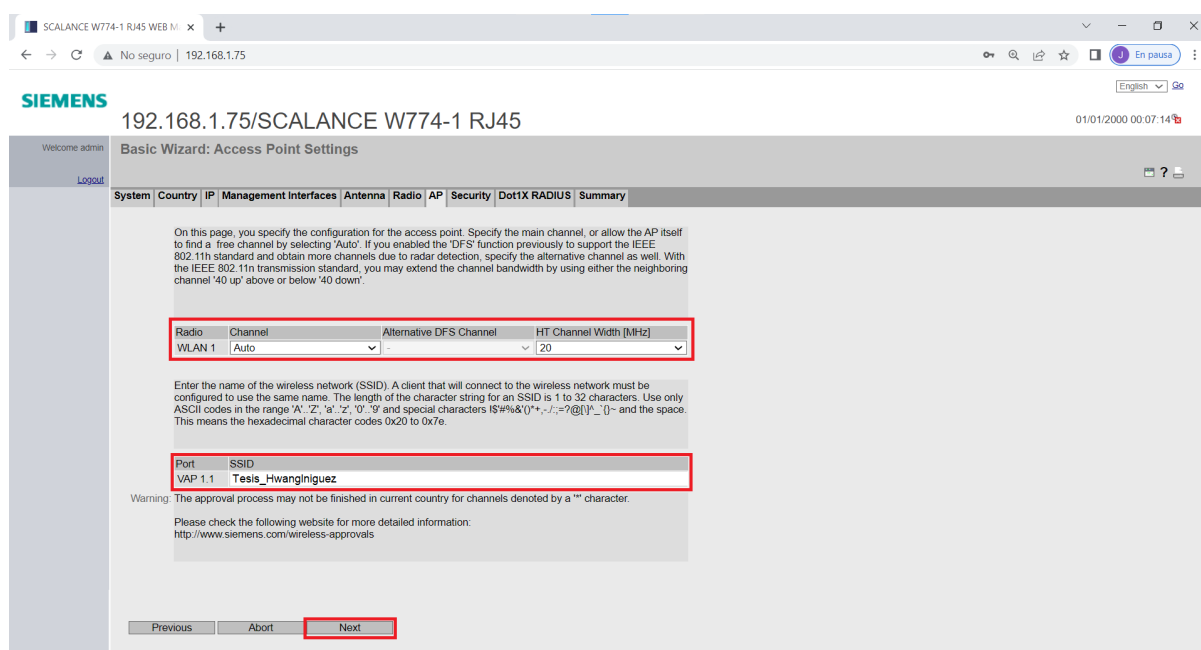 SCALANCE W774-1 RJ45 WEB M
No seguro | 192.168.1.75
J En pausa
English Go
SIEMENS
192.168.1.75/SCALANCE W774-1 RJ45
01/01/2000 00:07:14
Welcome admin
Basic Wizard: Access Point Settings
Logout
?
System Country IP Management Interfaces Antenna Radio AP Security Dot1X RADIUS Summary
On this page, you specify the configuration for the access point. Specify the main channel, or allow the AP itself
to find a free channel by selecting 'Auto'. If you enabled the 'DFS' function previously to support the IEEE
802.11h standard and obtain more channels due to radar detection, specify the alternative channel as well. With
the IEEE 802.11n transmission standard, you may extend the channel bandwidth by using either the neighboring
channel '40 up' above or below '40 down'.
Radio Channel Alternative DFS Channel HT Channel Width [MHz]
WLAN 1 Auto - 20
Enter the name of the wireless network (SSID). A client that will connect to the wireless network must be
configured to use the same name. The length of the character string for an SSID is 1 to 32 characters. Use only
ASCII codes in the range 'A'..'Z', 'a'..'z', '0'..'9' and special characters !$'#%&'()*+,-./:;=?@[\]^_`{}~ and the space.
This means the hexadecimal character codes 0x20 to 0x7e.
Port SSID
VAP 1.1 Tesis_HwangIniguez
Warning: The approval process may not be finished in current country for channels denoted by a '*' character.
Please check the following website for more detailed information:
http://www.siemens.com/wireless-approvals
Previous Abort Next